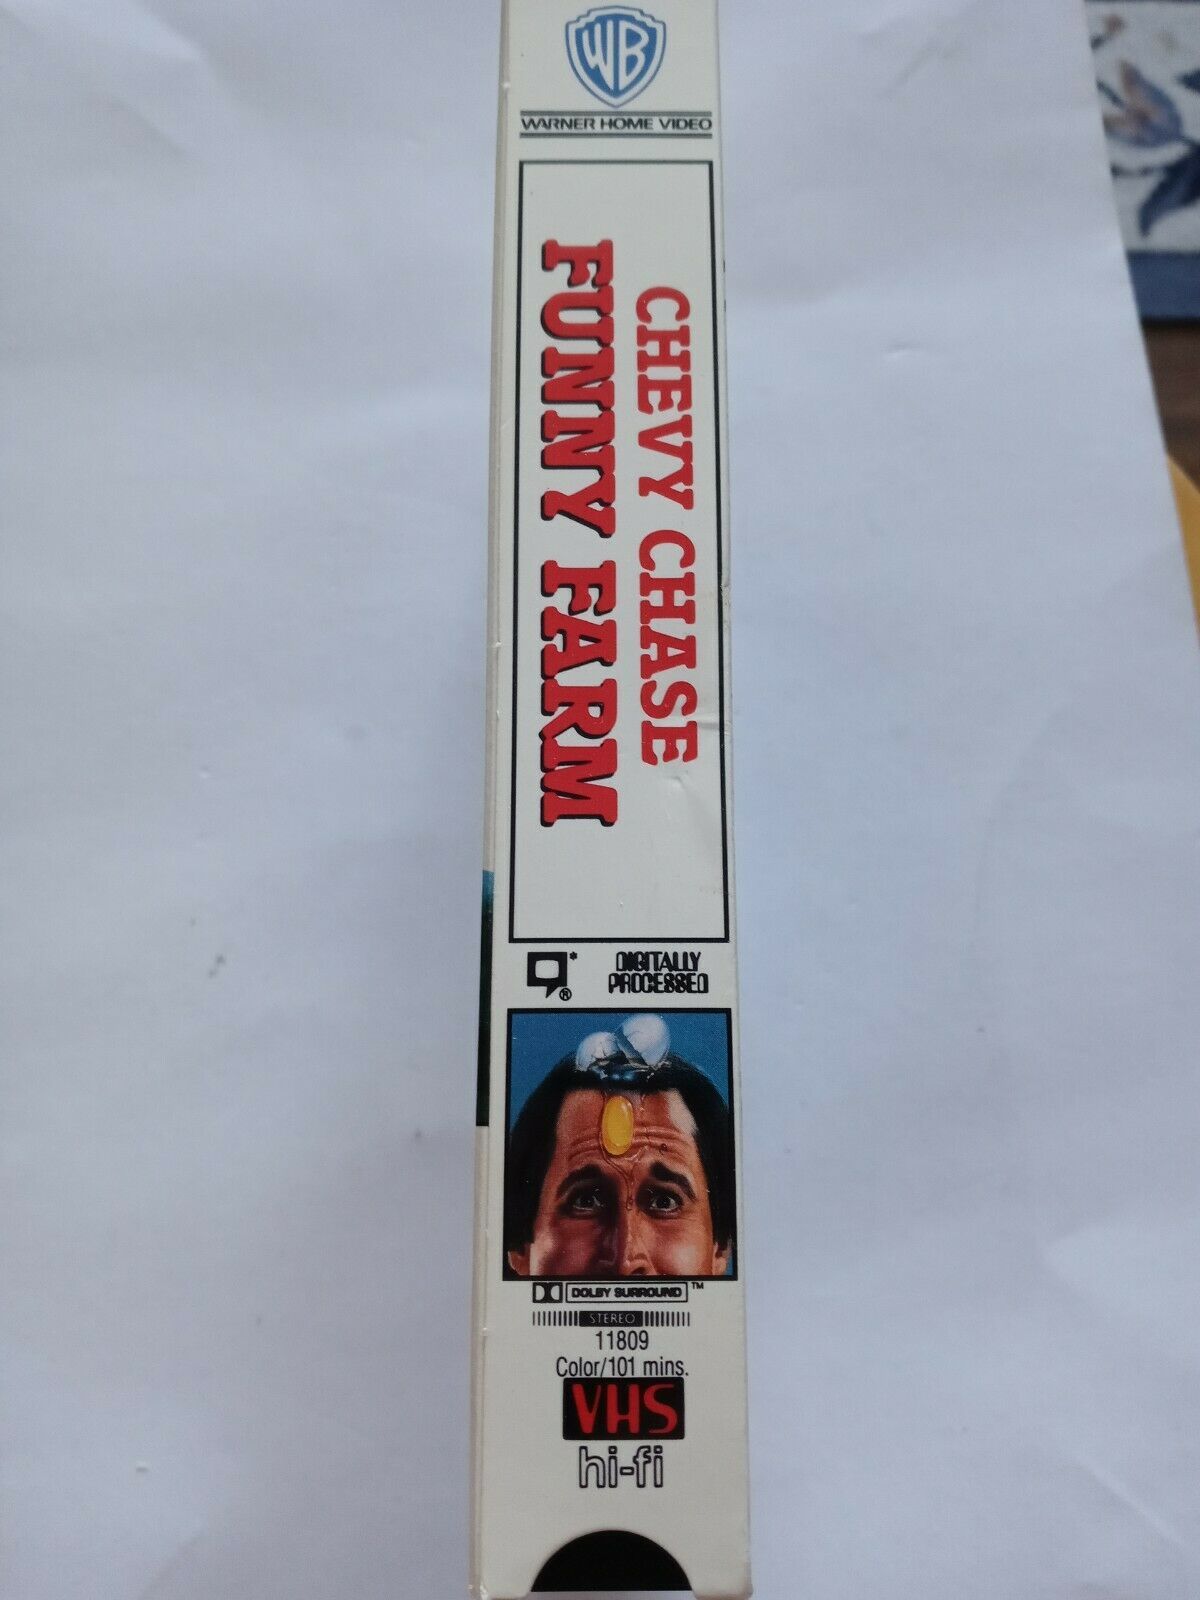 WB
WARNER HOME VIDEO
CHEVY CHASE
FUNNY FARM
*
®
DIGITALLY
PROCESSED
DOLBY SURROUND ™
STEREO
11809
Color/101 mins.
VHS
hi-fi